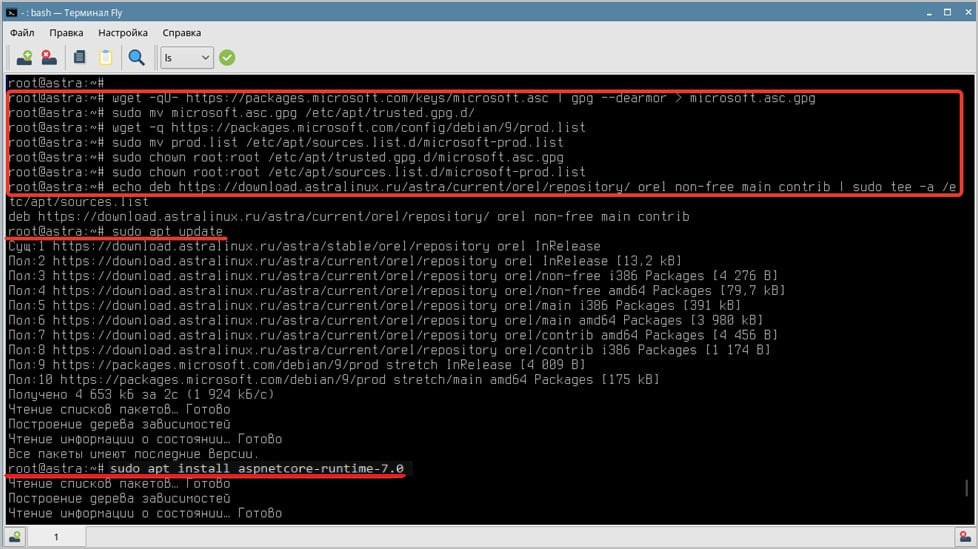 - : bash — Терминал Fly
Файл Правка Настройка Справка
ls
root@astra:~#
root@astra:~# wget -qO- https://packages.microsoft.com/keys/microsoft.asc | gpg --dearmor > microsoft.asc.gpg
root@astra:~# sudo mv microsoft.asc.gpg /etc/apt/trusted.gpg.d/
root@astra:~# wget -q https://packages.microsoft.com/config/debian/9/prod.list
root@astra:~# sudo mv prod.list /etc/apt/sources.list.d/microsoft-prod.list
root@astra:~# sudo chown root:root /etc/apt/trusted.gpg.d/microsoft.asc.gpg
root@astra:~# sudo chown root:root /etc/apt/sources.list.d/microsoft-prod.list
root@astra:~# echo deb https://download.astralinux.ru/astra/current/orel/repository/ orel non-free main contrib | sudo tee -a /e
tc/apt/sources.list
deb https://download.astralinux.ru/astra/current/orel/repository/ orel non-free main contrib
root@astra:~# sudo apt update
Сущ:1 https://download.astralinux.ru/astra/stable/orel/repository orel InRelease
Пол:2 https://download.astralinux.ru/astra/current/orel/repository orel InRelease [13,2 kB]
Пол:3 https://download.astralinux.ru/astra/current/orel/repository orel/non-free i386 Packages [4 276 B]
Пол:4 https://download.astralinux.ru/astra/current/orel/repository orel/non-free amd64 Packages [79,7 kB]
Пол:5 https://download.astralinux.ru/astra/current/orel/repository orel/main i386 Packages [391 kB]
Пол:6 https://download.astralinux.ru/astra/current/orel/repository orel/main amd64 Packages [3 980 kB]
Пол:7 https://download.astralinux.ru/astra/current/orel/repository orel/contrib amd64 Packages [4 456 B]
Пол:8 https://download.astralinux.ru/astra/current/orel/repository orel/contrib i386 Packages [1 174 B]
Пол:9 https://packages.microsoft.com/debian/9/prod stretch InRelease [4 009 B]
Пол:10 https://packages.microsoft.com/debian/9/prod stretch/main amd64 Packages [175 kB]
Получено 4 653 kБ за 2с (1 924 kБ/c)
Чтение списков пакетов… Готово
Построение дерева зависимостей
Чтение информации о состоянии… Готово
Все пакеты имеют последние версии.
root@astra:~# sudo apt install aspnetcore-runtime-7.0
Чтение списков пакетов… Готово
Построение дерева зависимостей
Чтение информации о состоянии… Готово
1